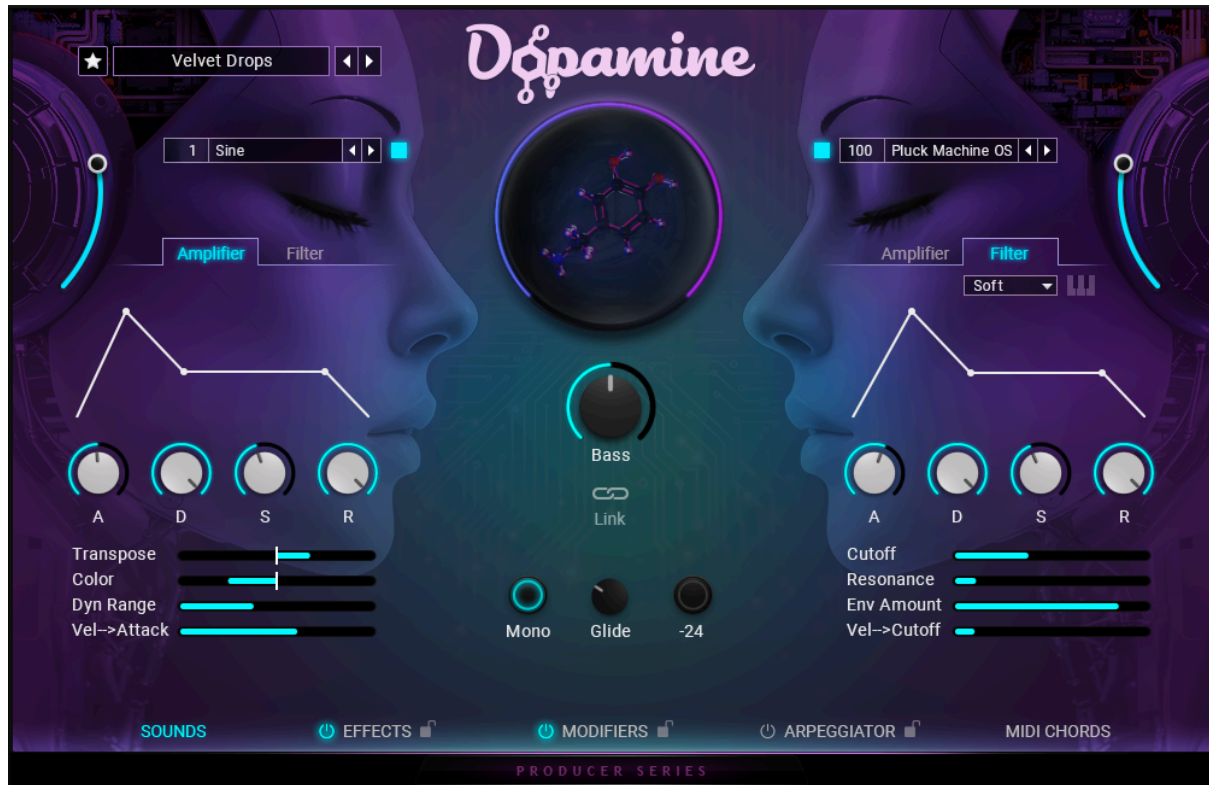 Dopamine
Velvet Drops
1 Sine
100 Pluck Machine OS
Amplifier Filter
Amplifier Filter
Soft
Bass
Link
A D S R
A D S R
Transpose
Color
Dyn Range
Vel-->Attack
Mono Glide -24
Cutoff
Resonance
Env Amount
Vel-->Cutoff
SOUNDS EFFECTS MODIFIERS ARPEGGIATOR MIDI CHORDS
PRODUCER SERIES